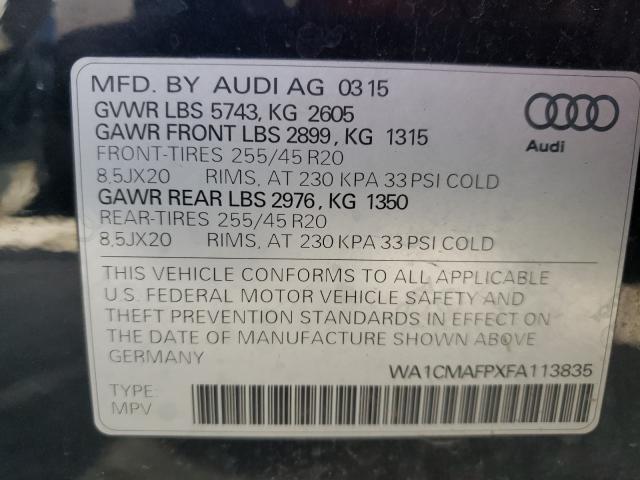 MFD. BY AUDI AG 03 15
GVWR LBS 5743, KG 2605
GAWR FRONT LBS 2899, KG 1315
FRONT-TIRES 255/45 R20
8,5JX20 RIMS, AT 230 KPA 33 PSI COLD
GAWR REAR LBS 2976, KG 1350
REAR-TIRES 255/45 R20
8,5JX20 RIMS, AT 230 KPA 33 PSI COLD
Audi
THIS VEHICLE CONFORMS TO ALL APPLICABLE
U.S. FEDERAL MOTOR VEHICLE SAFETY AND
THEFT PREVENTION STANDARDS IN EFFECT ON
THE DATE OF MANUFACTURE SHOWN ABOVE
GERMANY
WA1CMAFPXFA113835
TYPE:
MPV